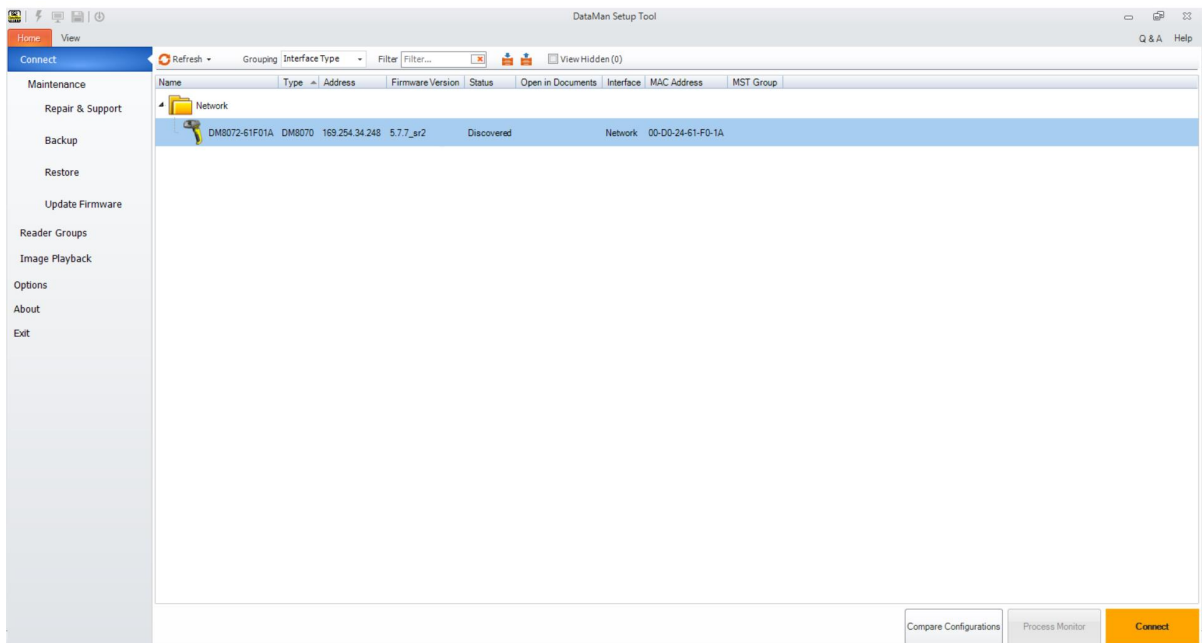 DataMan Setup Tool
Home View
Q & A Help
Connect
Refresh Grouping Interface Type Filter Filter... View Hidden (0)
Maintenance
Repair & Support
Backup
Restore
Update Firmware
Reader Groups
Image Playback
Options
About
Exit
Name Type Address Firmware Version Status Open in Documents Interface MAC Address MST Group
Network
DM8072-61F01A DM8070 169.254.34.248 5.7.7_sr2 Discovered Network 00-D0-24-61-F0-1A
Compare Configurations Process Monitor Connect